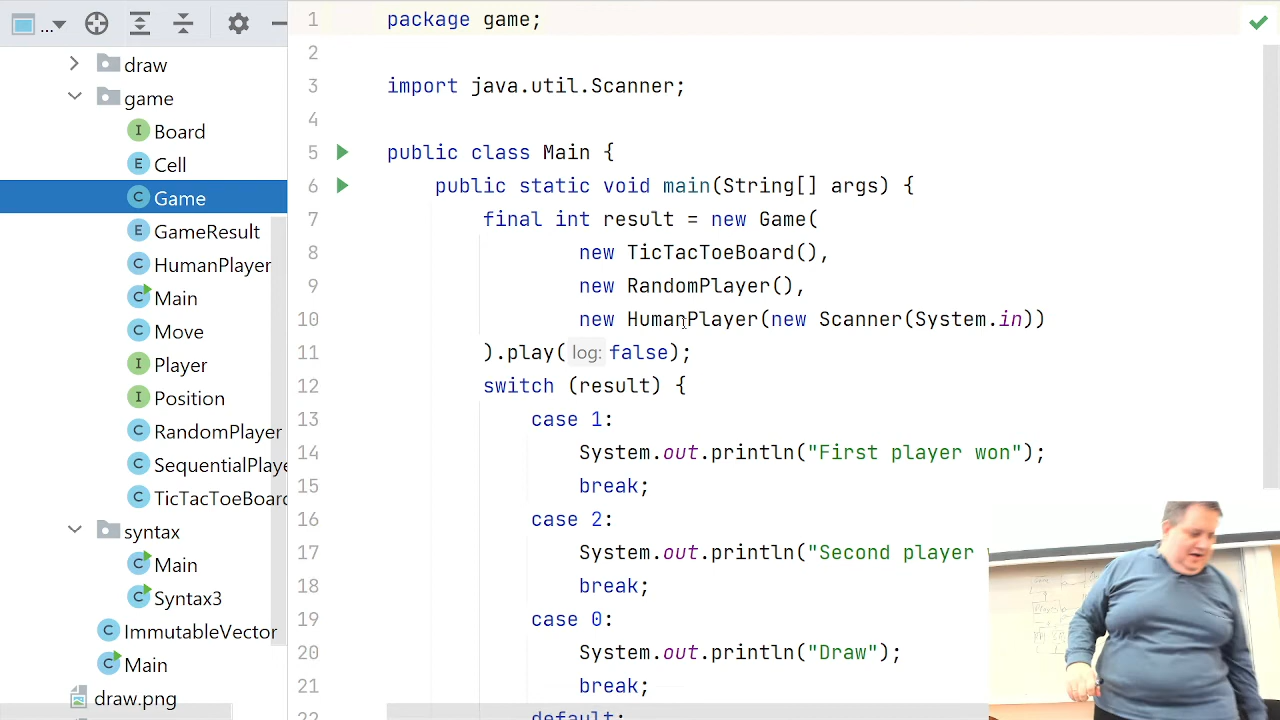 ...
draw
game
Board
Cell
Game
GameResult
HumanPlayer
Main
Move
Player
Position
RandomPlayer
SequentialPlaye
TicTacToeBoard
syntax
Main
Syntax3
ImmutableVector
Main
draw.png
1 package game;
2
3 import java.util.Scanner;
4
5 public class Main {
6 public static void main(String[] args) {
7 final int result = new Game(
8 new TicTacToeBoard(),
9 new RandomPlayer(),
10 new HumanPlayer(new Scanner(System.in))
11 ).play( log: false);
12 switch (result) {
13 case 1:
14 System.out.println("First player won");
15 break;
16 case 2:
17 System.out.println("Second player
18 break;
19 case 0:
20 System.out.println("Draw");
21 break;
22 default: